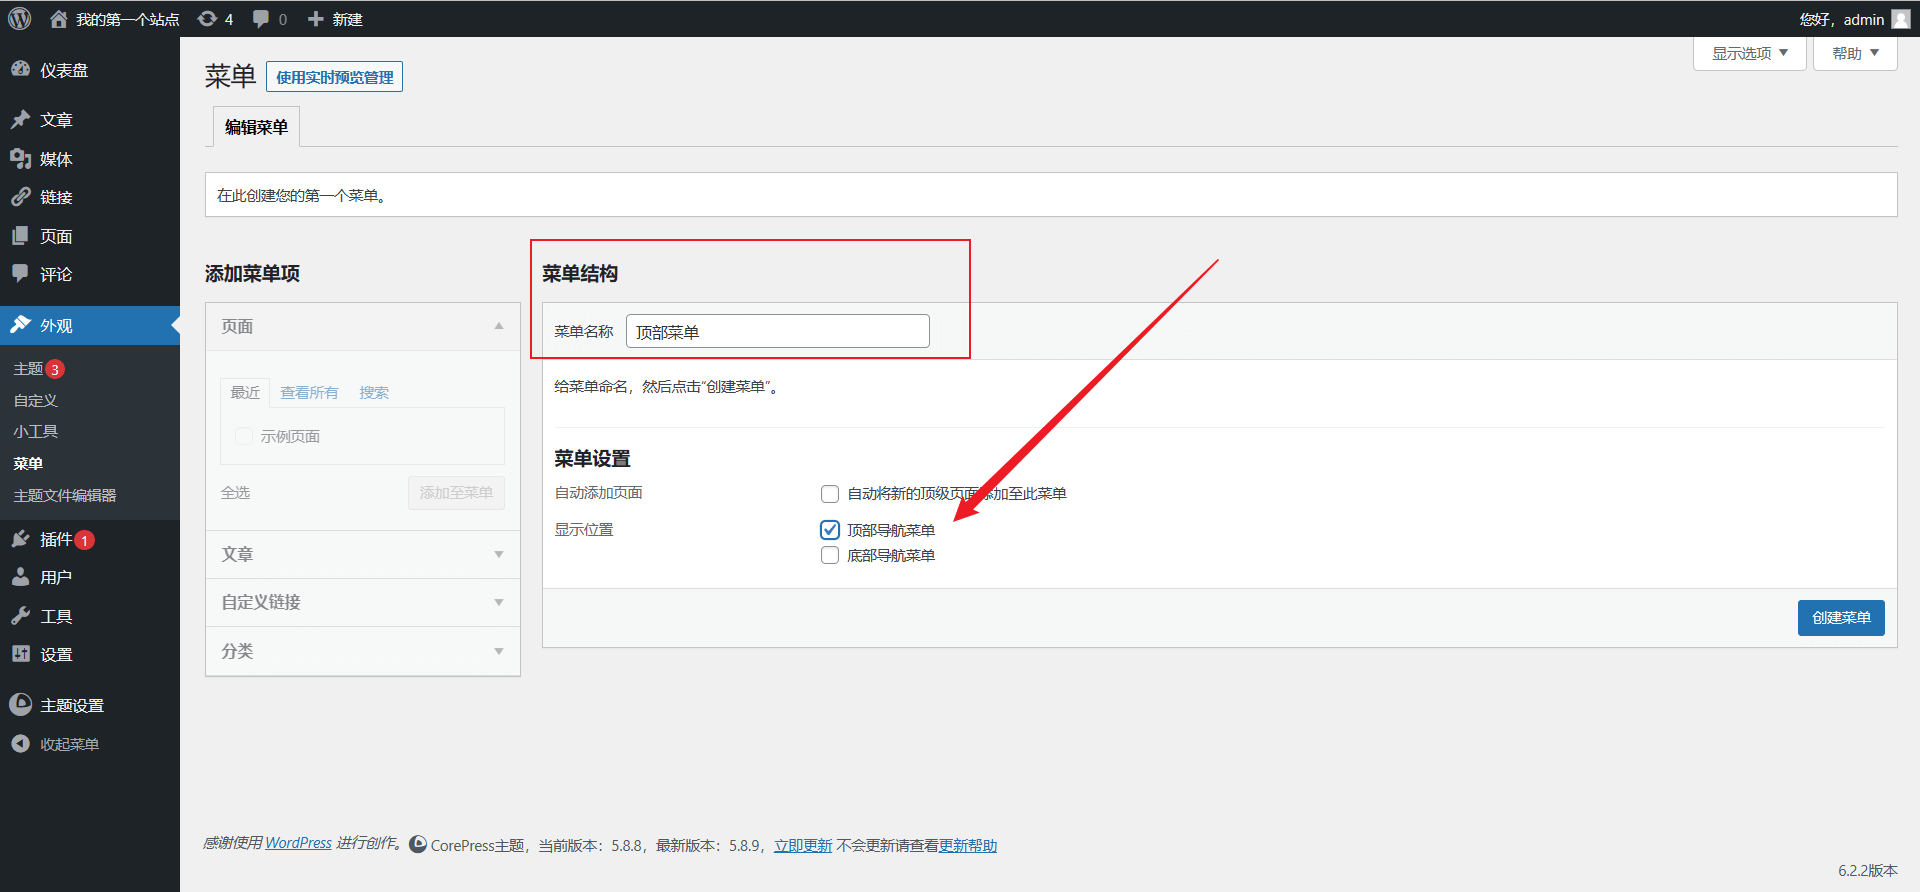 我的第一个站点 4 0 新建 您好，admin
显示选项 帮助
仪表盘
文章
媒体
链接
页面
评论
外观
主题 3
自定义
小工具
菜单
主题文件编辑器
插件 1
用户
工具
设置
主题设置
收起菜单
菜单 使用实时预览管理
编辑菜单
在此创建您的第一个菜单。
添加菜单项
页面
最近 查看所有 搜索
示例页面
全选 添加至菜单
文章
自定义链接
分类
菜单结构
菜单名称 顶部菜单
给菜单命名，然后点击“创建菜单”。
菜单设置
自动添加页面 自动将新的顶级页面添加至此菜单
显示位置 顶部导航菜单
底部导航菜单
创建菜单
感谢使用 WordPress 进行创作。 CorePress主题，当前版本：5.8.8，最新版本：5.8.9，立即更新 不会更新请查看更新帮助
6.2.2版本